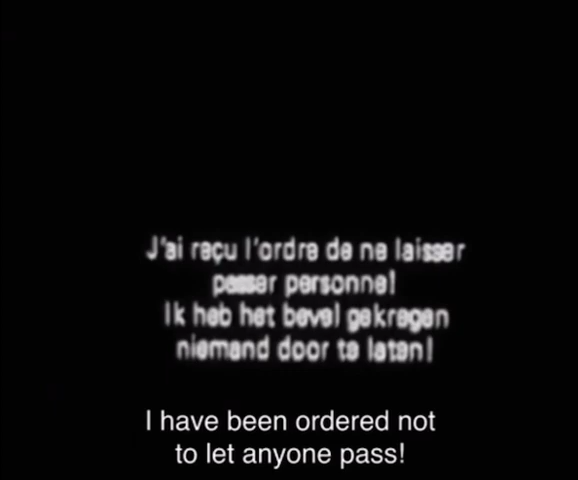 J'ai reçu l'ordre de ne laisser
passer personne!
Ik heb het bevel gekregen
niemand door te laten!
I have been ordered not
to let anyone pass!